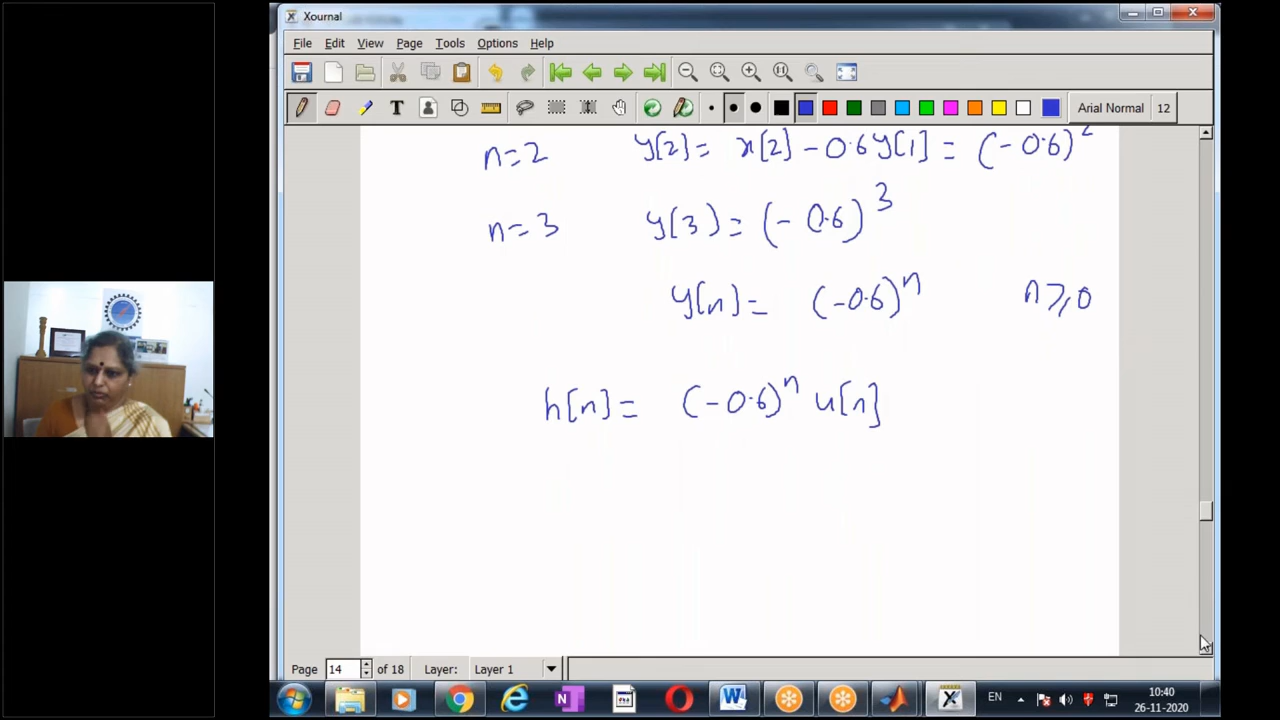 Xournal
File Edit View Page Tools Options Help
Arial Normal 12
n=2 y[2]= x[2] - 0.6y[1] = (-0.6)^2
n=3 y[3] = (-0.6)^3
y[n] = (-0.6)^n n≥0
h[n] = (-0.6)^n u[n]
Page 14 of 18 Layer: Layer 1
EN 10:40
26-11-2020